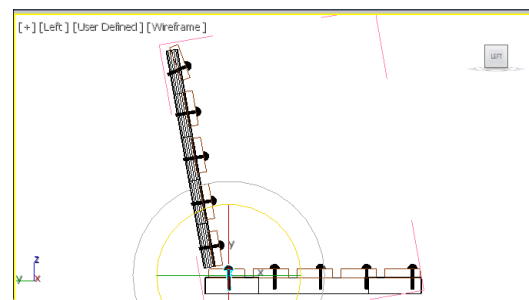 [+] [Left] [User Defined] [Wireframe]
LEFT
y
x
z
y
x